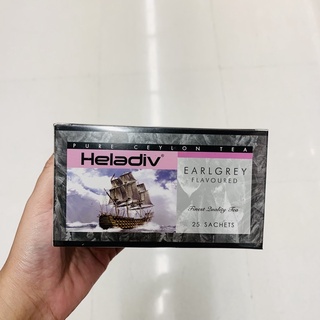 PURE CEYLON TEA
Heladiv®
EARLGREY
FLAVOURED
Finest Quality Tea
25 SACHETS